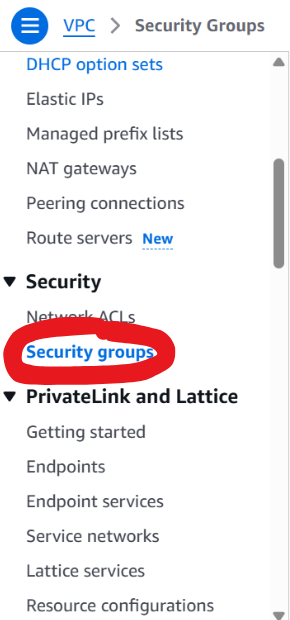 VPC > Security Groups
DHCP option sets
Elastic IPs
Managed prefix lists
NAT gateways
Peering connections
Route servers New
Security
Network ACLs
Security groups
PrivateLink and Lattice
Getting started
Endpoints
Endpoint services
Service networks
Lattice services
Resource configurations